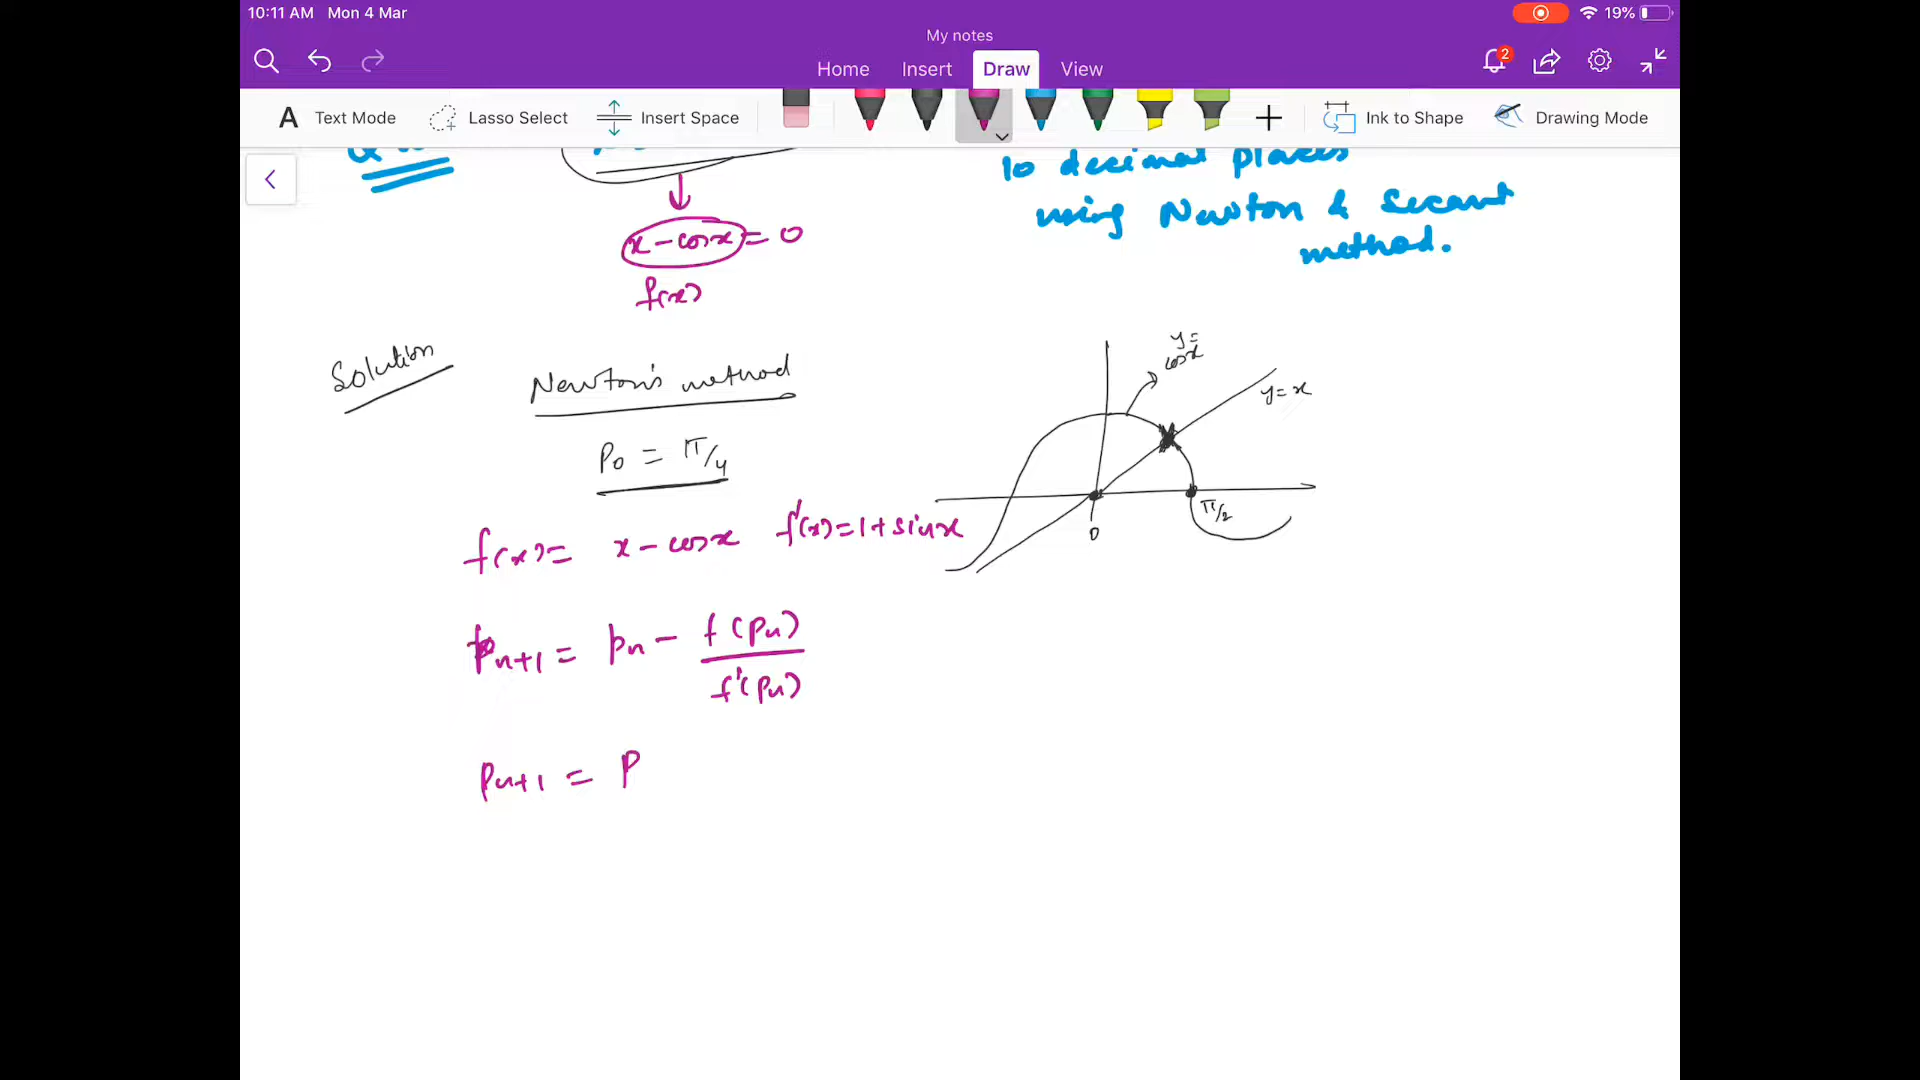 10:11 AM Mon 4 Mar
19%
My notes
2
Home Insert Draw View
A Text Mode Lasso Select Insert Space Ink to Shape Drawing Mode
10 decimal places
using Newton & Secant
method.
x - cosx = 0
f(x)
Solution
Newton's method
P0 = π/4
y = cosx
y = x
π/2
0
f(x) = x - cosx f'(x) = 1 + sinx
Pn+1 = Pn - f(Pn) / f'(Pn)
Pn+1 = P